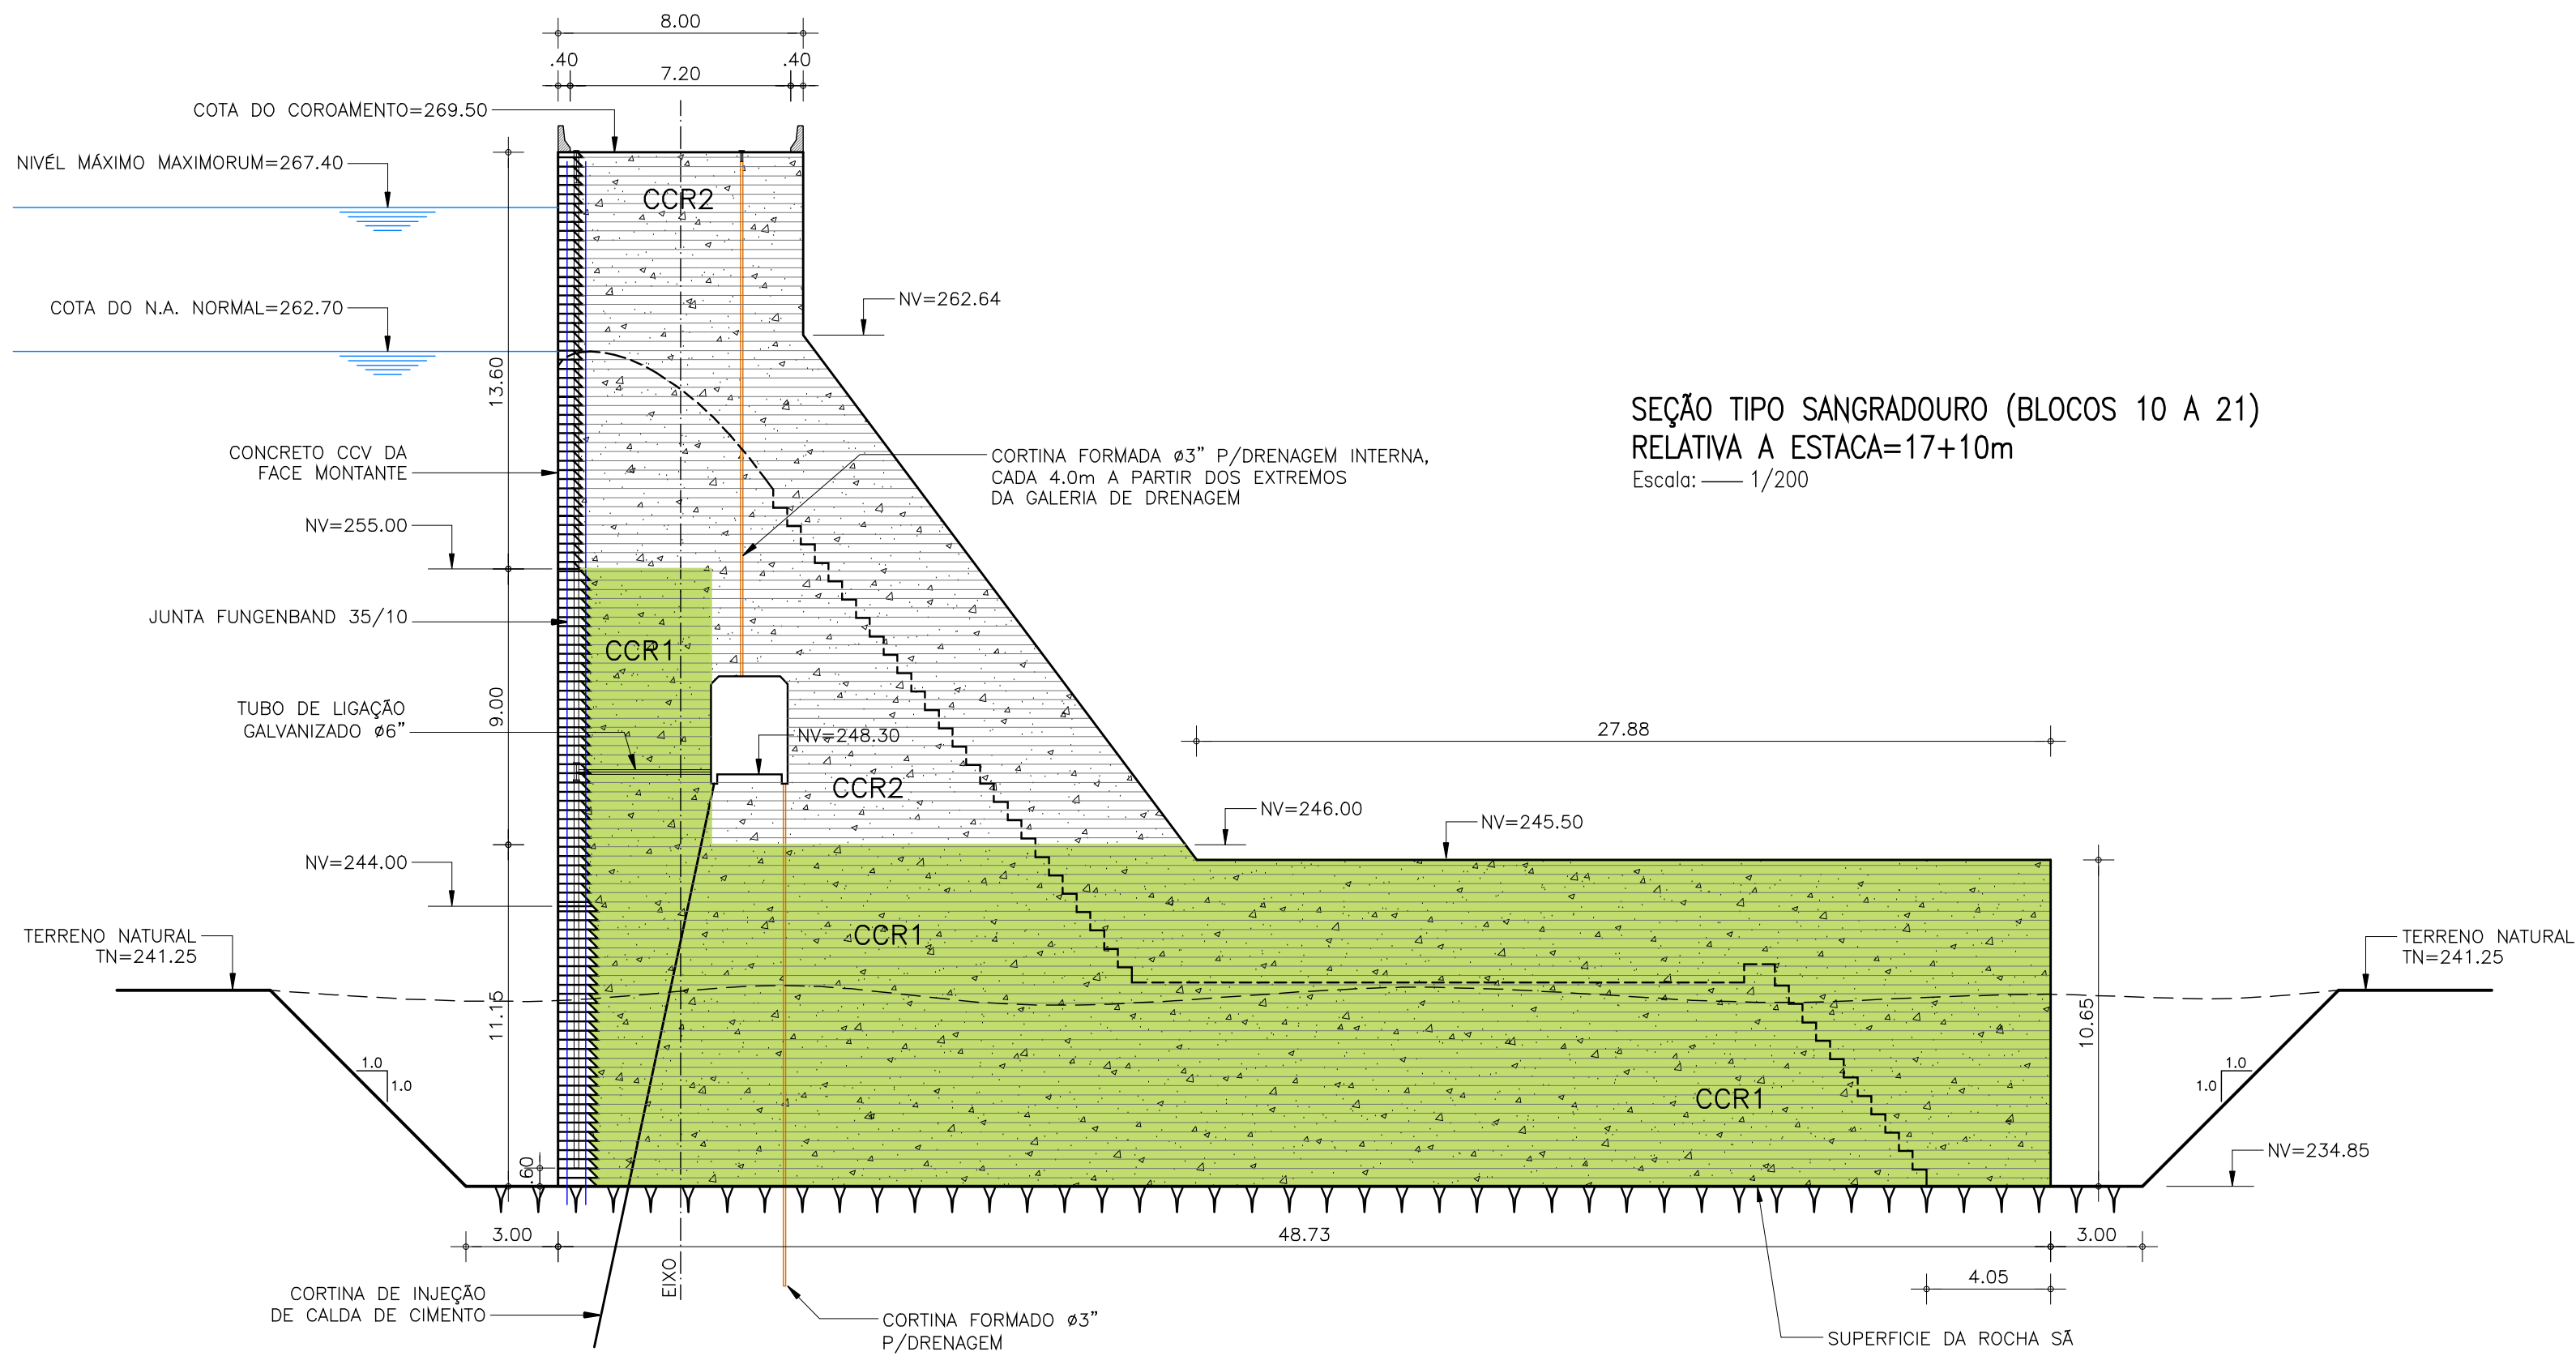 8.00
.40
7.20
.40
COTA DO COROAMENTO=269.50
NIVÉL MÁXIMO MAXIMORUM=267.40
CCR2
COTA DO N.A. NORMAL=262.70
NV=262.64
13.60
SEÇÃO TIPO SANGRADOURO (BLOCOS 10 A 21)
RELATIVA A ESTACA=17+10m
Escala: 1/200
CONCRETO CCV DA
FACE MONTANTE
CORTINA FORMADA ø3" P/DRENAGEM INTERNA,
CADA 4.0m A PARTIR DOS EXTREMOS
DA GALERIA DE DRENAGEM
NV=255.00
JUNTA FUNGENBAND 35/10
CCR1
9.00
TUBO DE LIGAÇÃO
GALVANIZADO ø6"
NV=248.30
27.88
CCR2
NV=246.00
NV=245.50
NV=244.00
CCR1
TERRENO NATURAL
TN=241.25
TERRENO NATURAL
TN=241.25
11.15
10.65
1.0
1.0
1.0
1.0
CCR1
.60
NV=234.85
3.00
48.73
3.00
EIXO
4.05
CORTINA DE INJEÇÃO
DE CALDA DE CIMENTO
CORTINA FORMADO ø3"
P/DRENAGEM
SUPERFICIE DA ROCHA SÃ